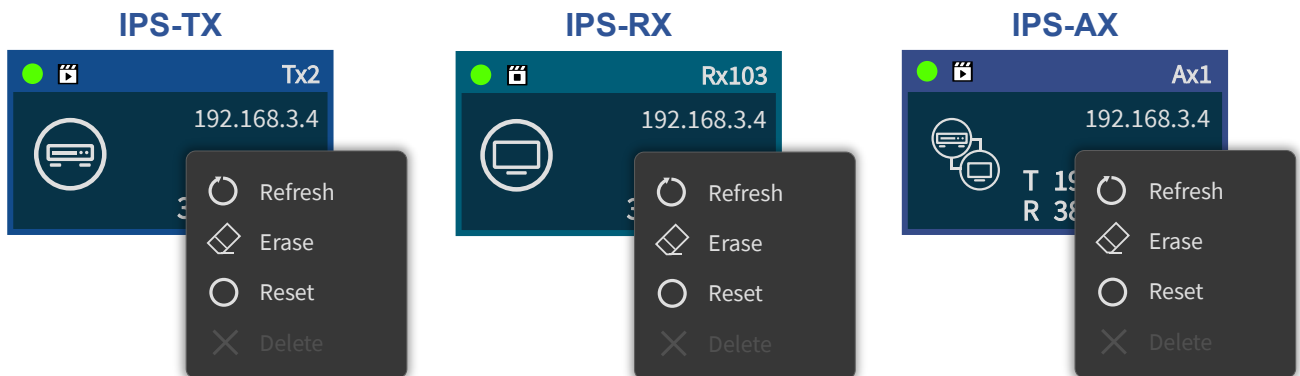 IPS-TX
IPS-RX
IPS-AX
Tx2
192.168.3.4
Refresh
Erase
Reset
Delete
Rx103
192.168.3.4
Refresh
Erase
Reset
Delete
Ax1
192.168.3.4
T
R
Refresh
Erase
Reset
Delete